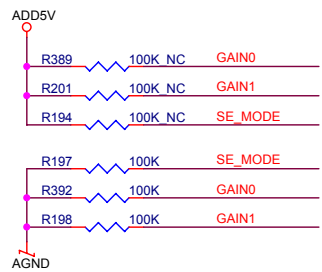 ADD5V
R389 100K_NC GAIN0
R201 100K_NC GAIN1
R194 100K_NC SE_MODE
R197 100K SE_MODE
R392 100K GAIN0
R198 100K GAIN1
AGND